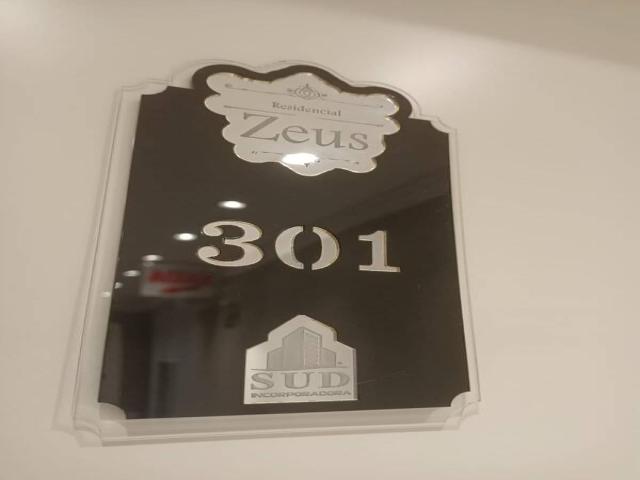 Residencial
Zeus
301
SUD
INCORPORADORA